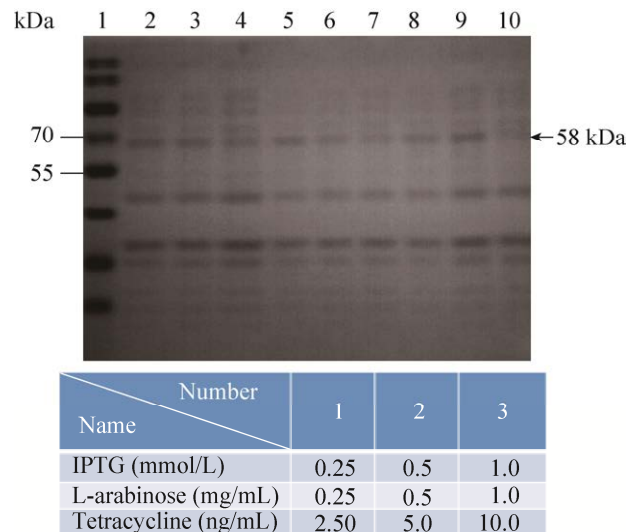 kDa 1 2 3 4 5 6 7 8 9 10
70
58 kDa
55
Number
Name
1 2 3
IPTG (mmol/L) 0.25 0.5 1.0
L-arabinose (mg/mL) 0.25 0.5 1.0
Tetracycline (ng/mL) 2.50 5.0 10.0